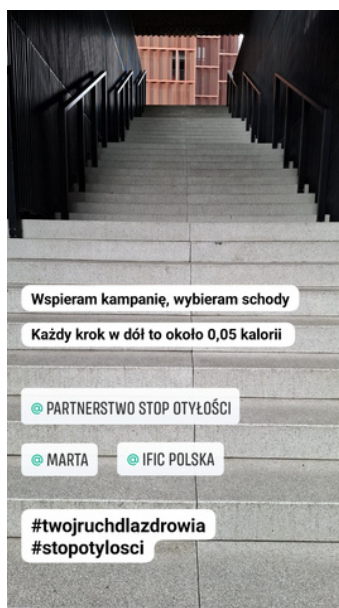 Wspieram kampanię, wybieram schody
Każdy krok w dół to około 0,05 kalorii
@ PARTNERSTWO STOP OTYŁOŚCI
@ MARTA @ IFIC POLSKA
#twojruchdlazdrowia
#stopotylosci